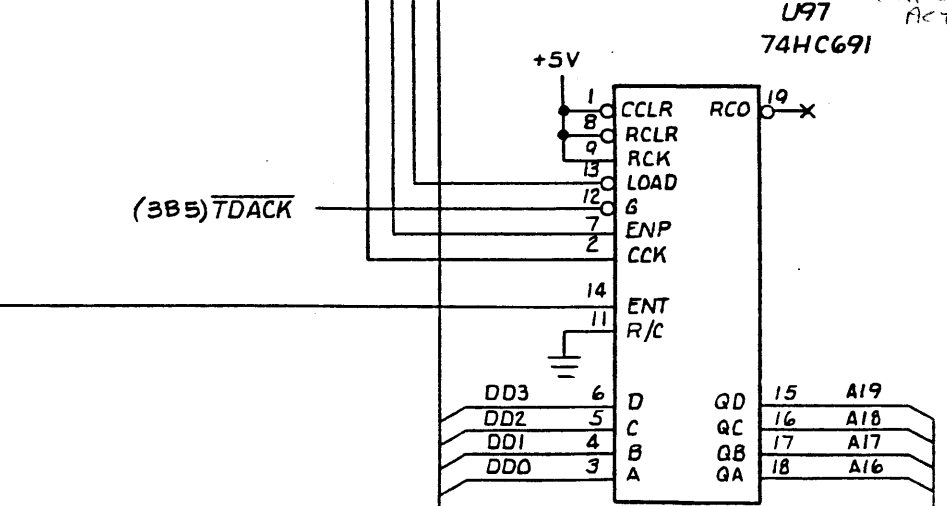 U97
74HC691
+5V
1 CCLR RCO 19
8 RCLR
9 RCK
13 LOAD
(3B5) TDACK 12 G
7 ENP
2 CCK
14 ENT
11 R/C
DD3 6 D QD 15 A19
DD2 5 C QC 16 A18
DD1 4 B QB 17 A17
DD0 3 A QA 18 A16